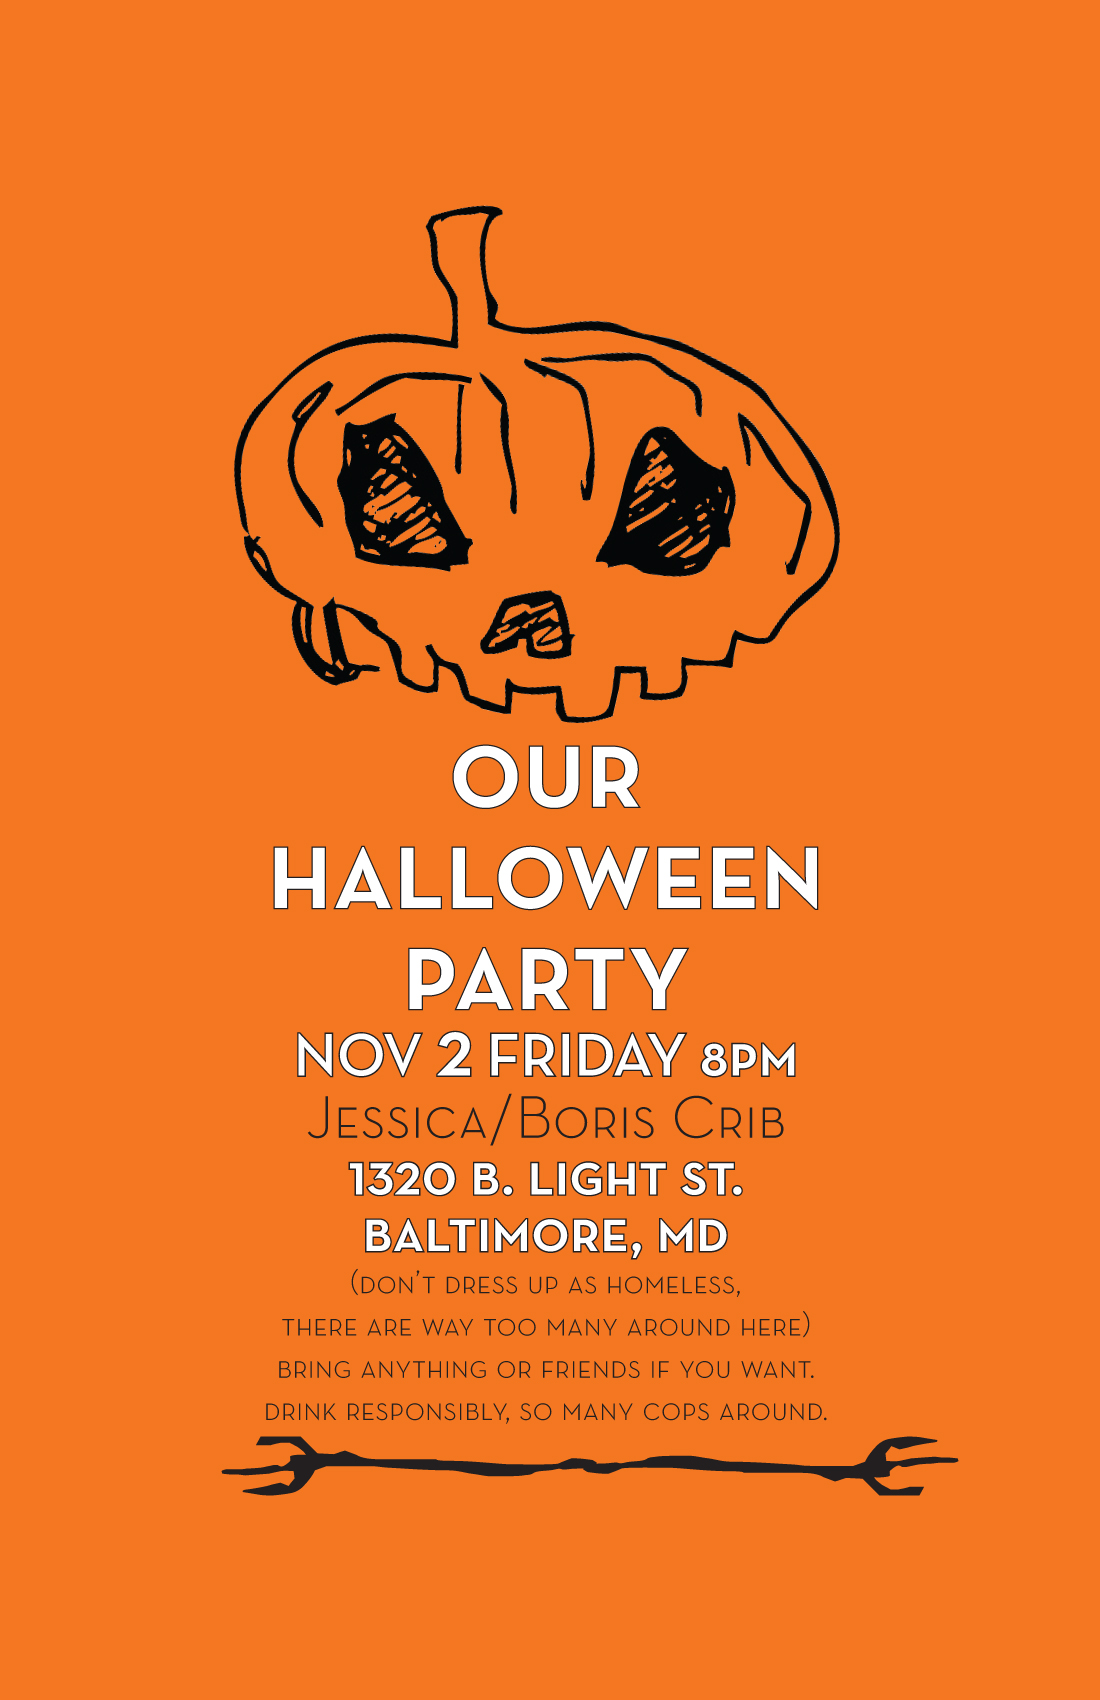 OUR
HALLOWEEN
PARTY
NOV 2 FRIDAY 8PM
JESSICA/BORIS CRIB
1320 B. LIGHT ST.
BALTIMORE, MD
(DON'T DRESS UP AS HOMELESS,
THERE ARE WAY TOO MANY AROUND HERE)
BRING ANYTHING OR FRIENDS IF YOU WANT.
DRINK RESPONSIBLY, SO MANY COPS AROUND.